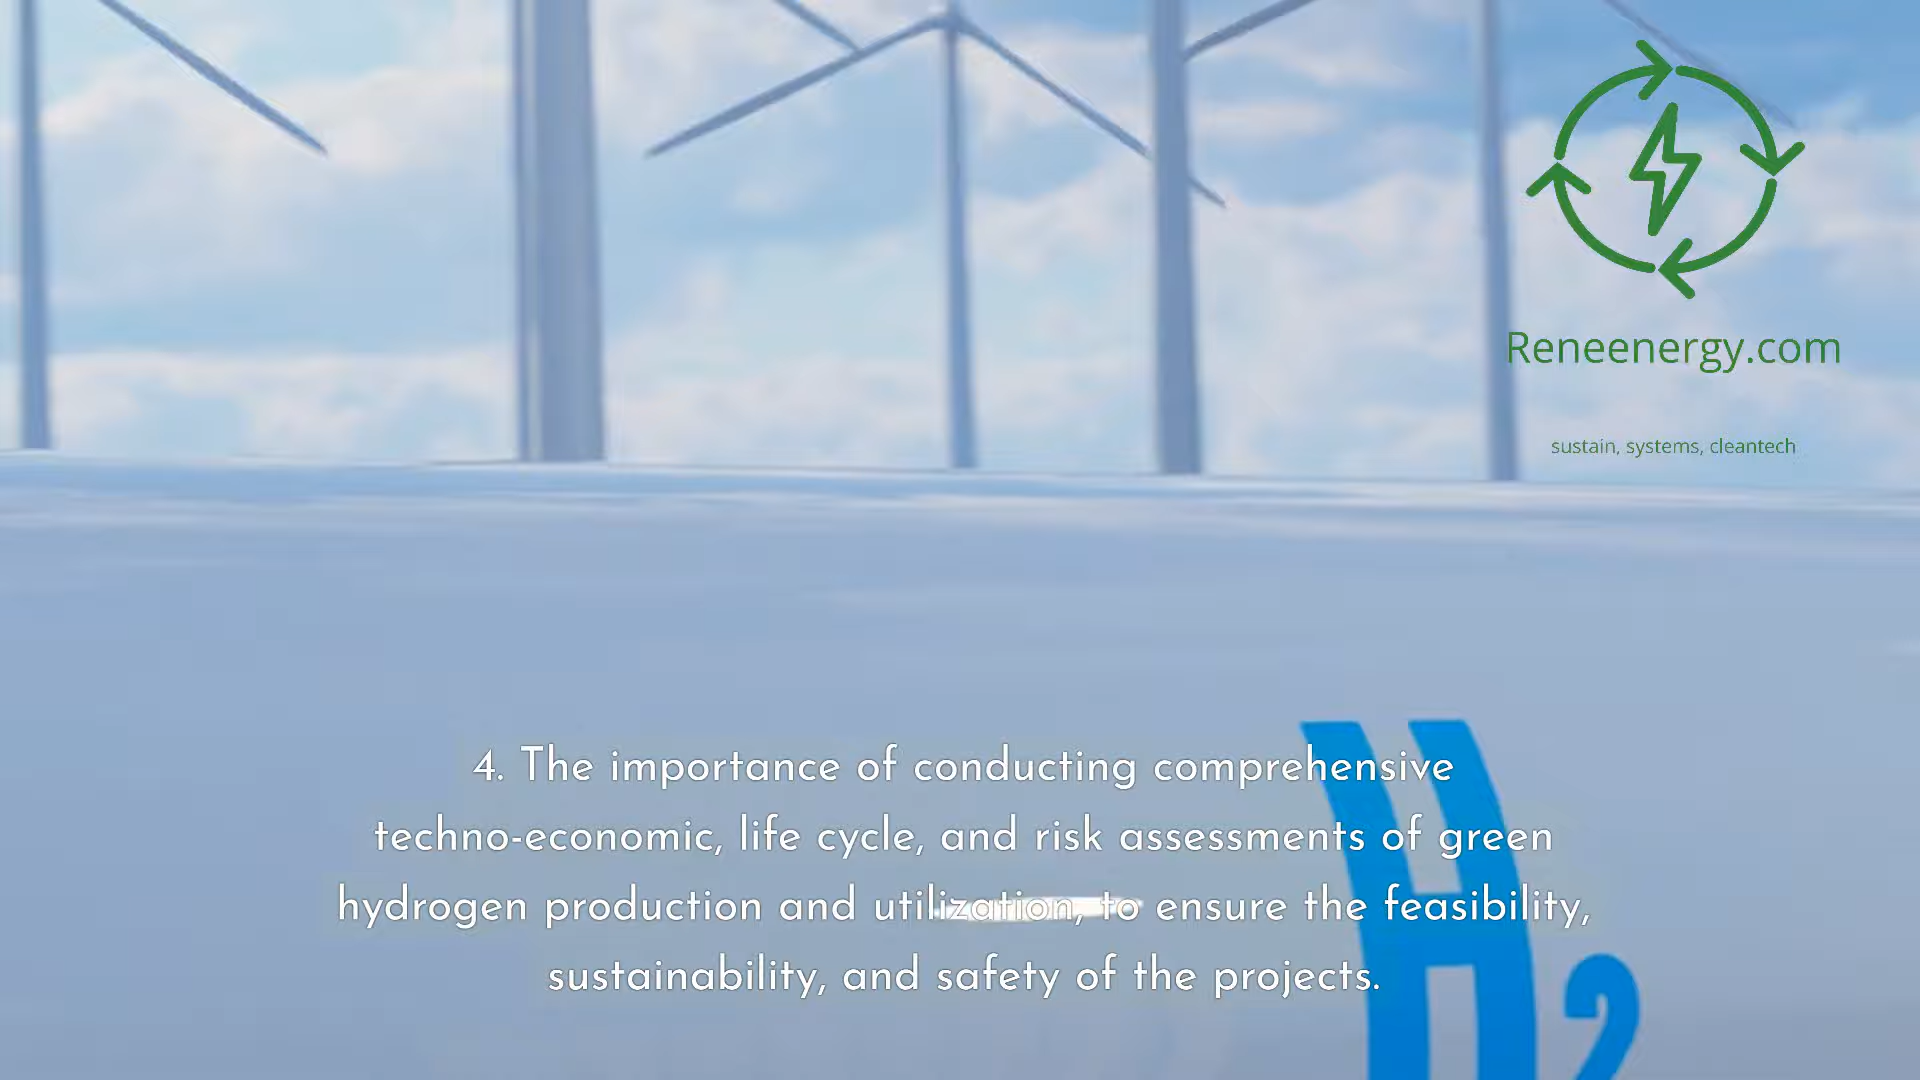 Reneenergy.com
sustain, systems, cleantech
4. The importance of conducting comprehensive
techno-economic, life cycle, and risk assessments of green
hydrogen production and utilization, to ensure the feasibility,
sustainability, and safety of the projects.
H2